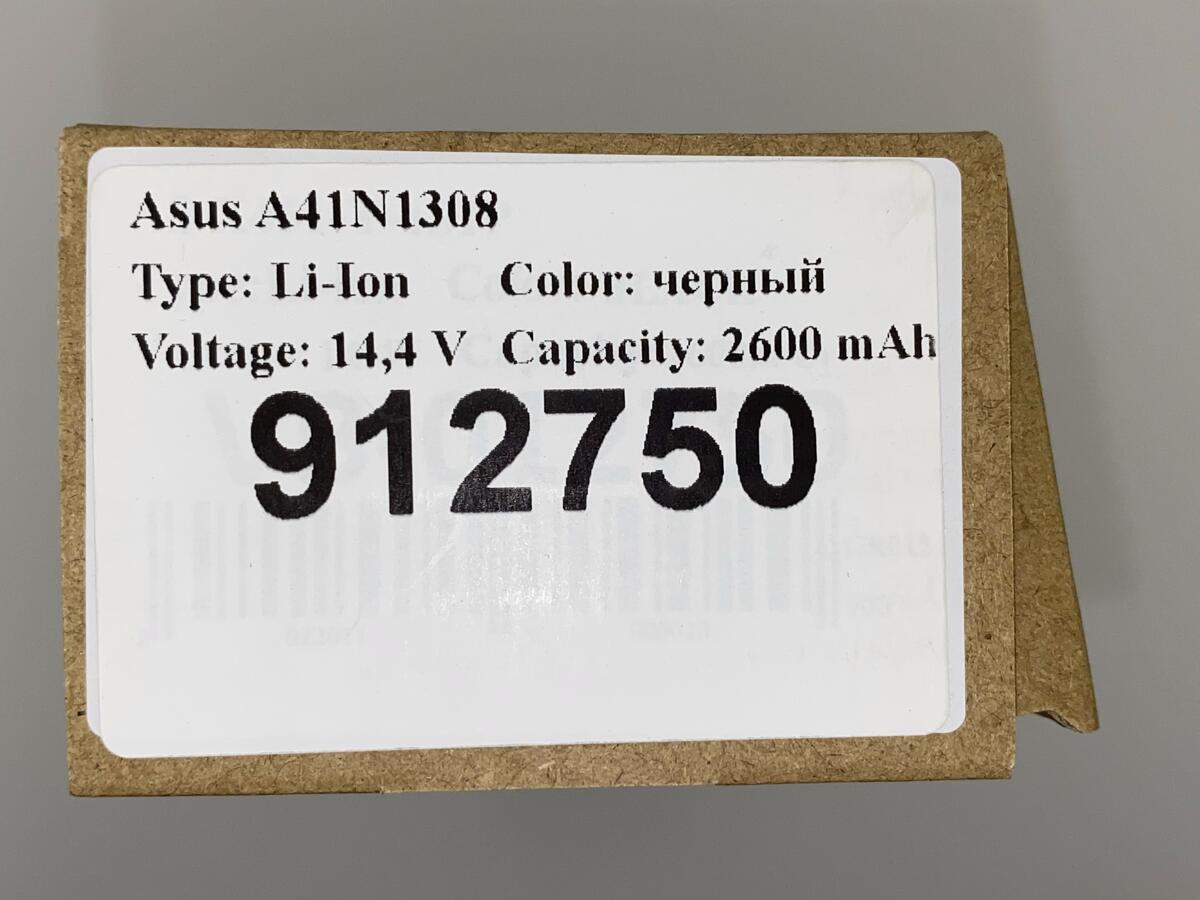 Asus A41N1308
Type: Li-Ion Color: черный
Voltage: 14,4 V Capacity: 2600 mAh
912750